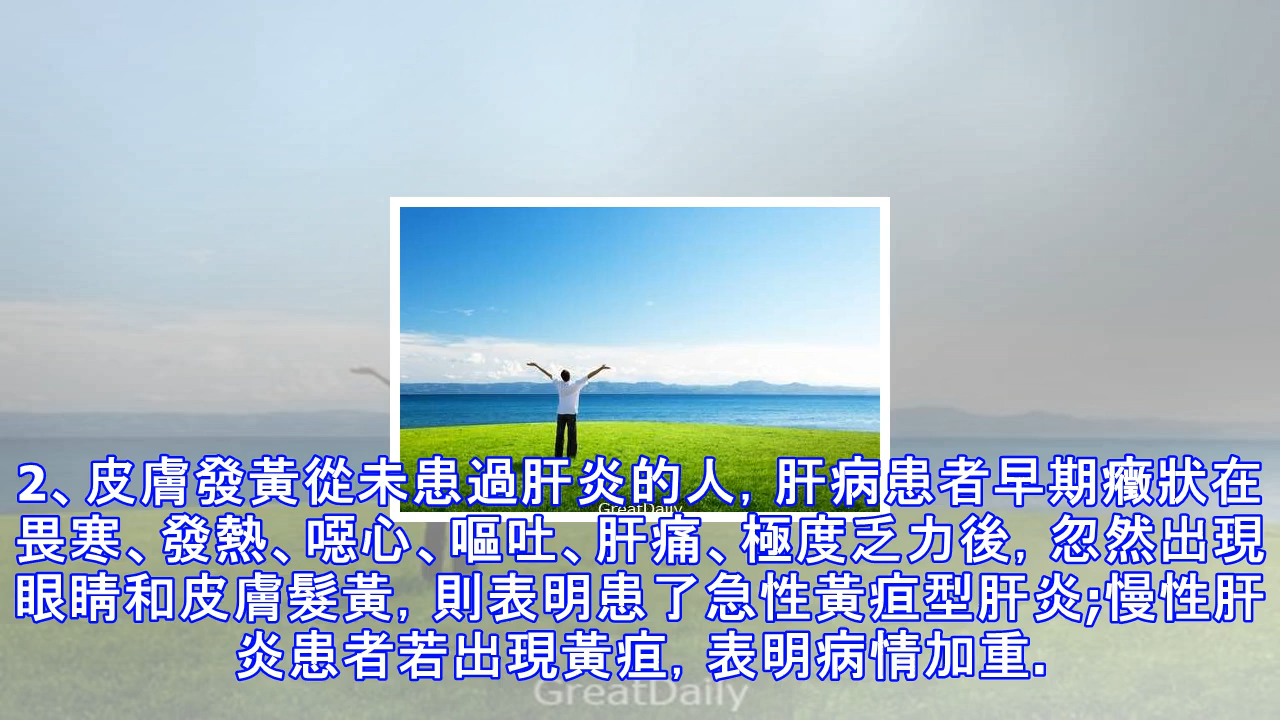 2、皮膚發黃從未患過肝炎的人, 肝病患者早期癥狀在
畏寒、發熱、噁心、嘔吐、肝痛、極度乏力後, 忽然出現
眼睛和皮膚髮黃, 則表明患了急性黃疸型肝炎;慢性肝
炎患者若出現黃疸, 表明病情加重.
GreatDaily
GreatDaily